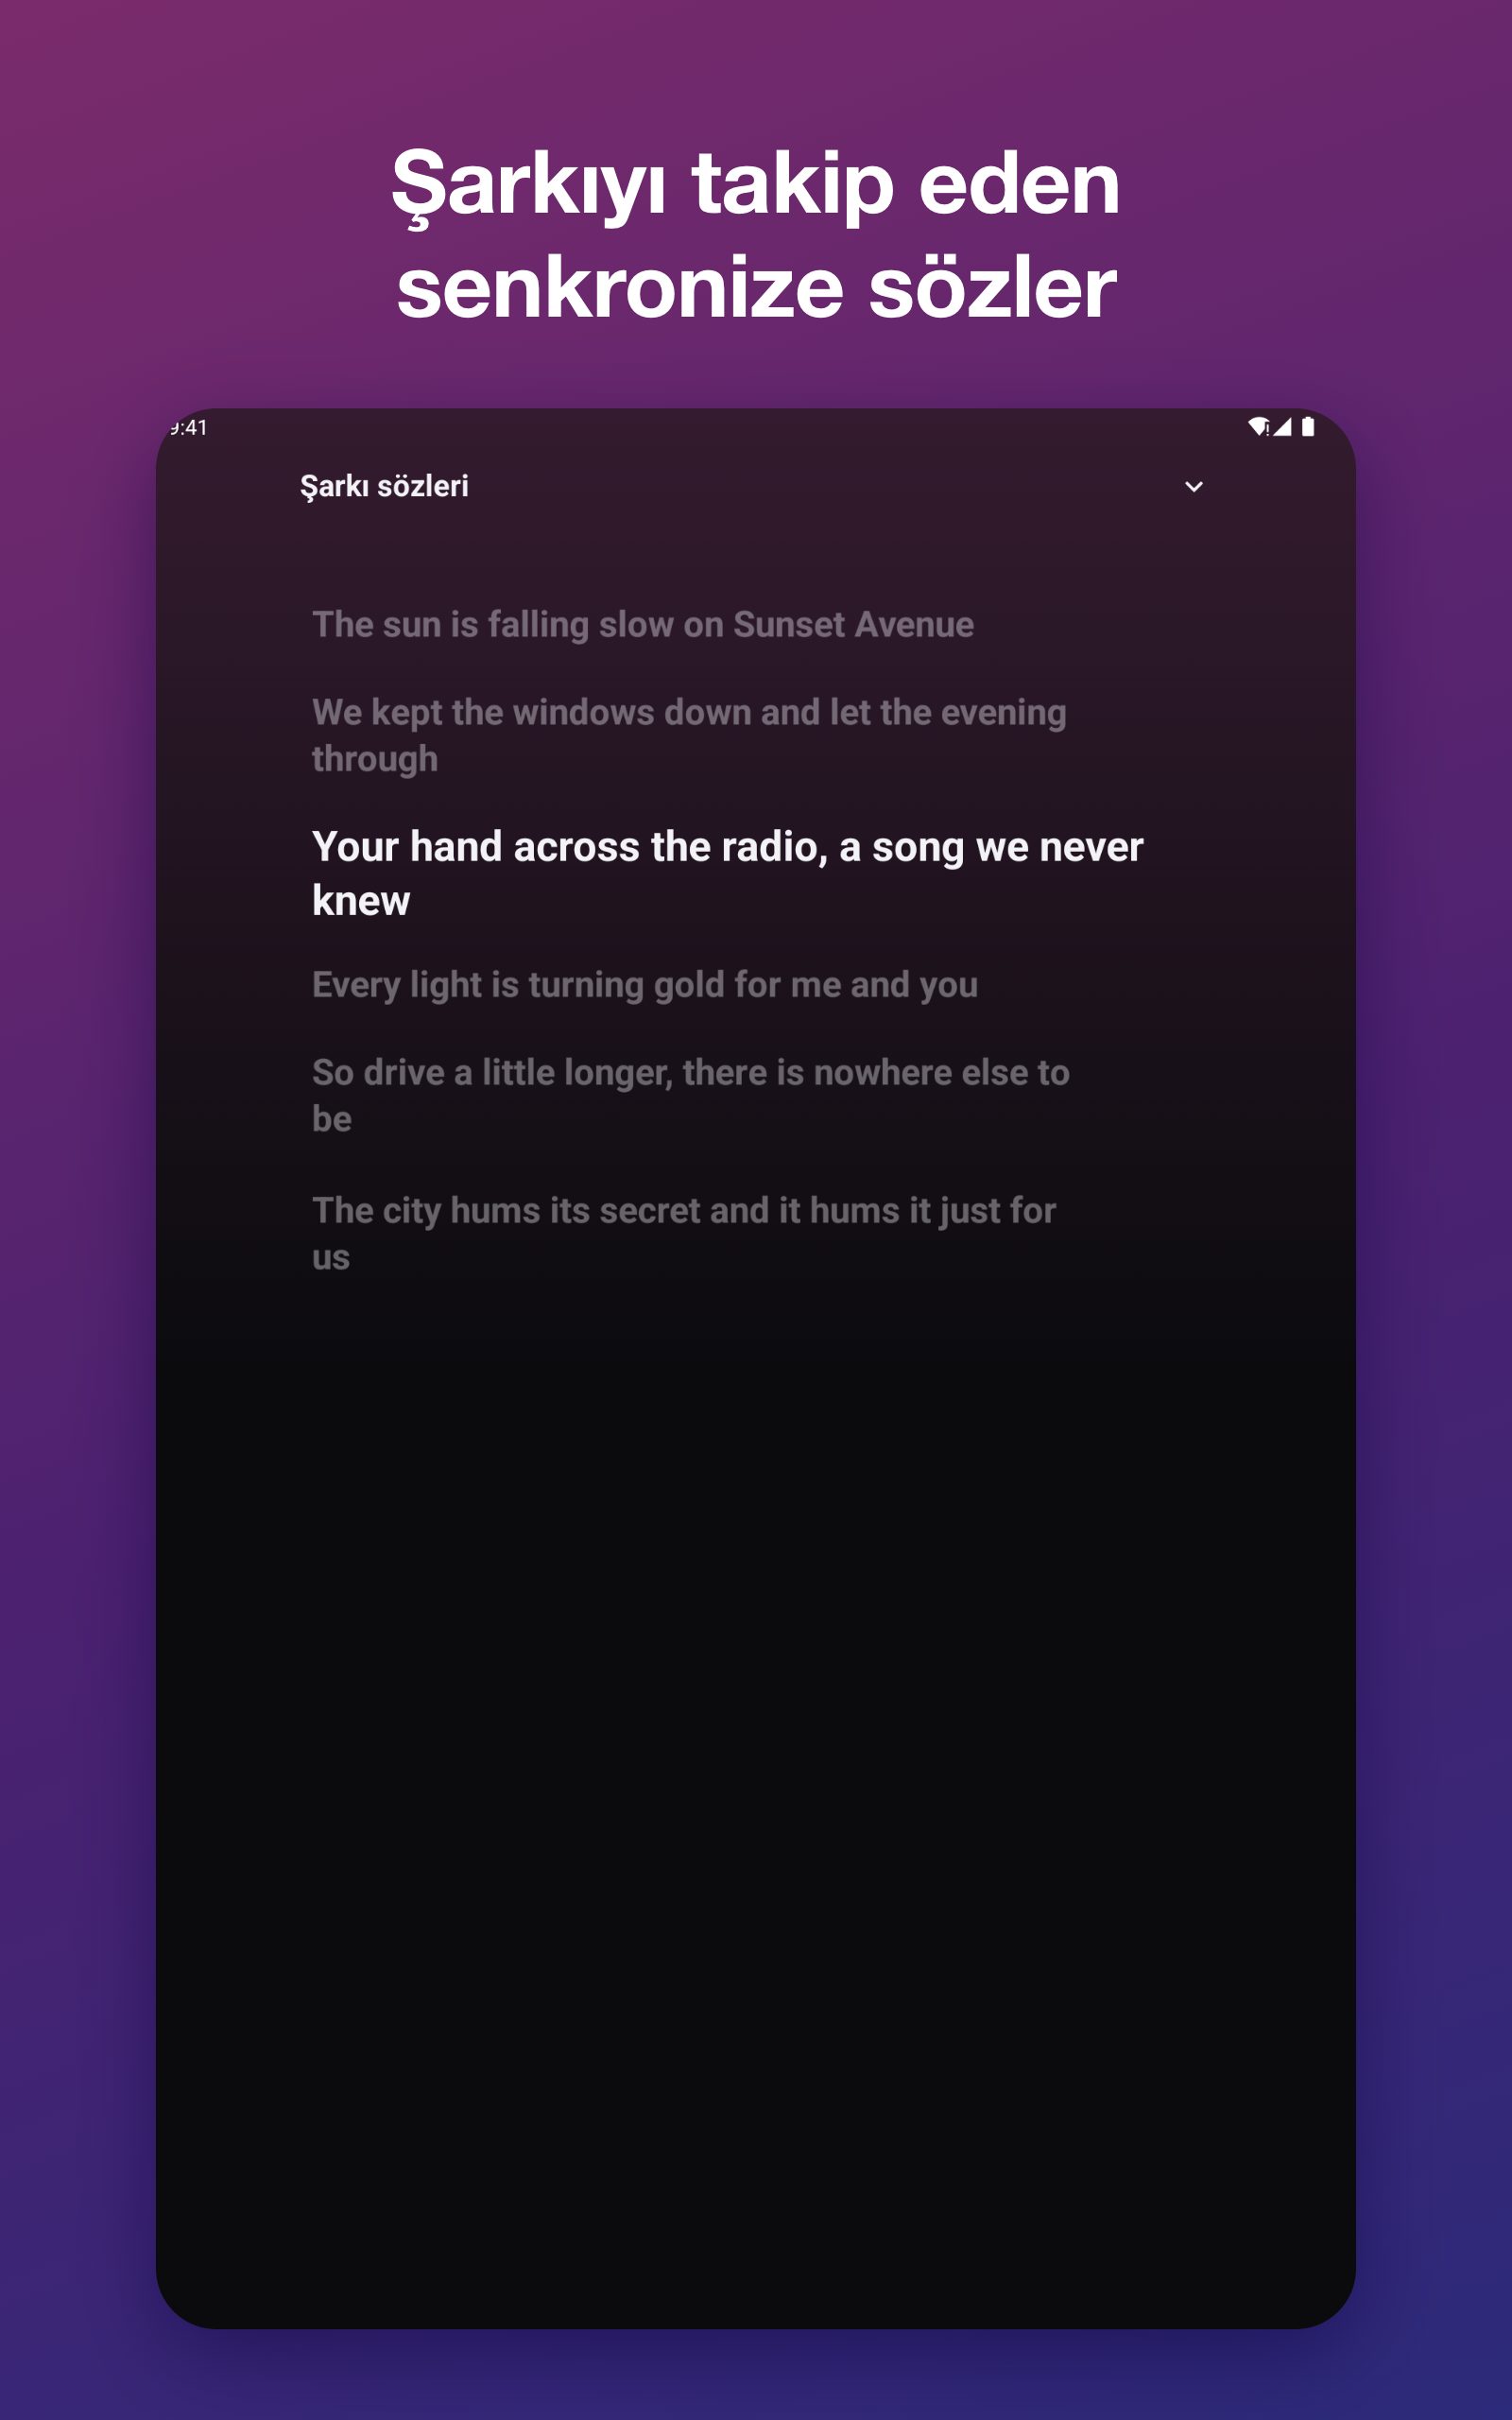 Şarkıyı takip eden
senkronize sözler
9:41
Şarkı sözleri
The sun is falling slow on Sunset Avenue
We kept the windows down and let the evening
through
Your hand across the radio, a song we never
knew
Every light is turning gold for me and you
So drive a little longer, there is nowhere else to
be
The city hums its secret and it hums it just for
us